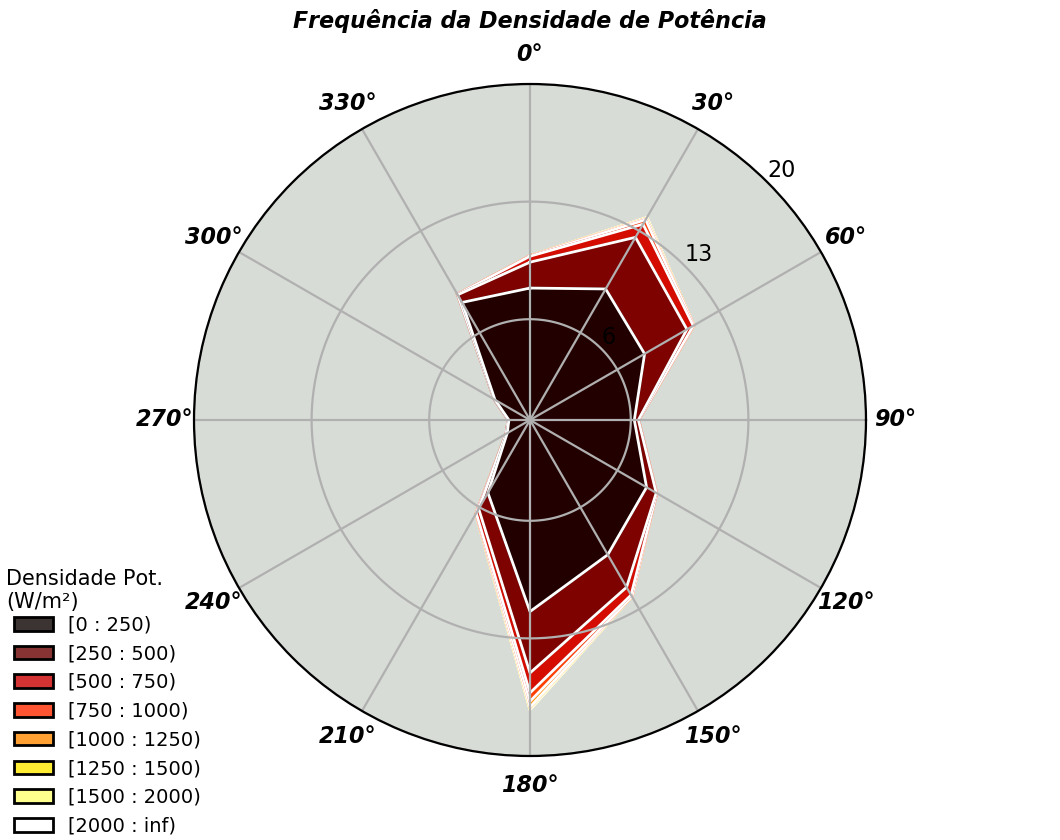 Frequência da Densidade de Potência
0°
330°
30°
20
300°
60°
13
6
270°
90°
240°
120°
210°
150°
180°
Densidade Pot.
(W/m²)
[0 : 250)
[250 : 500)
[500 : 750)
[750 : 1000)
[1000 : 1250)
[1250 : 1500)
[1500 : 2000)
[2000 : inf)